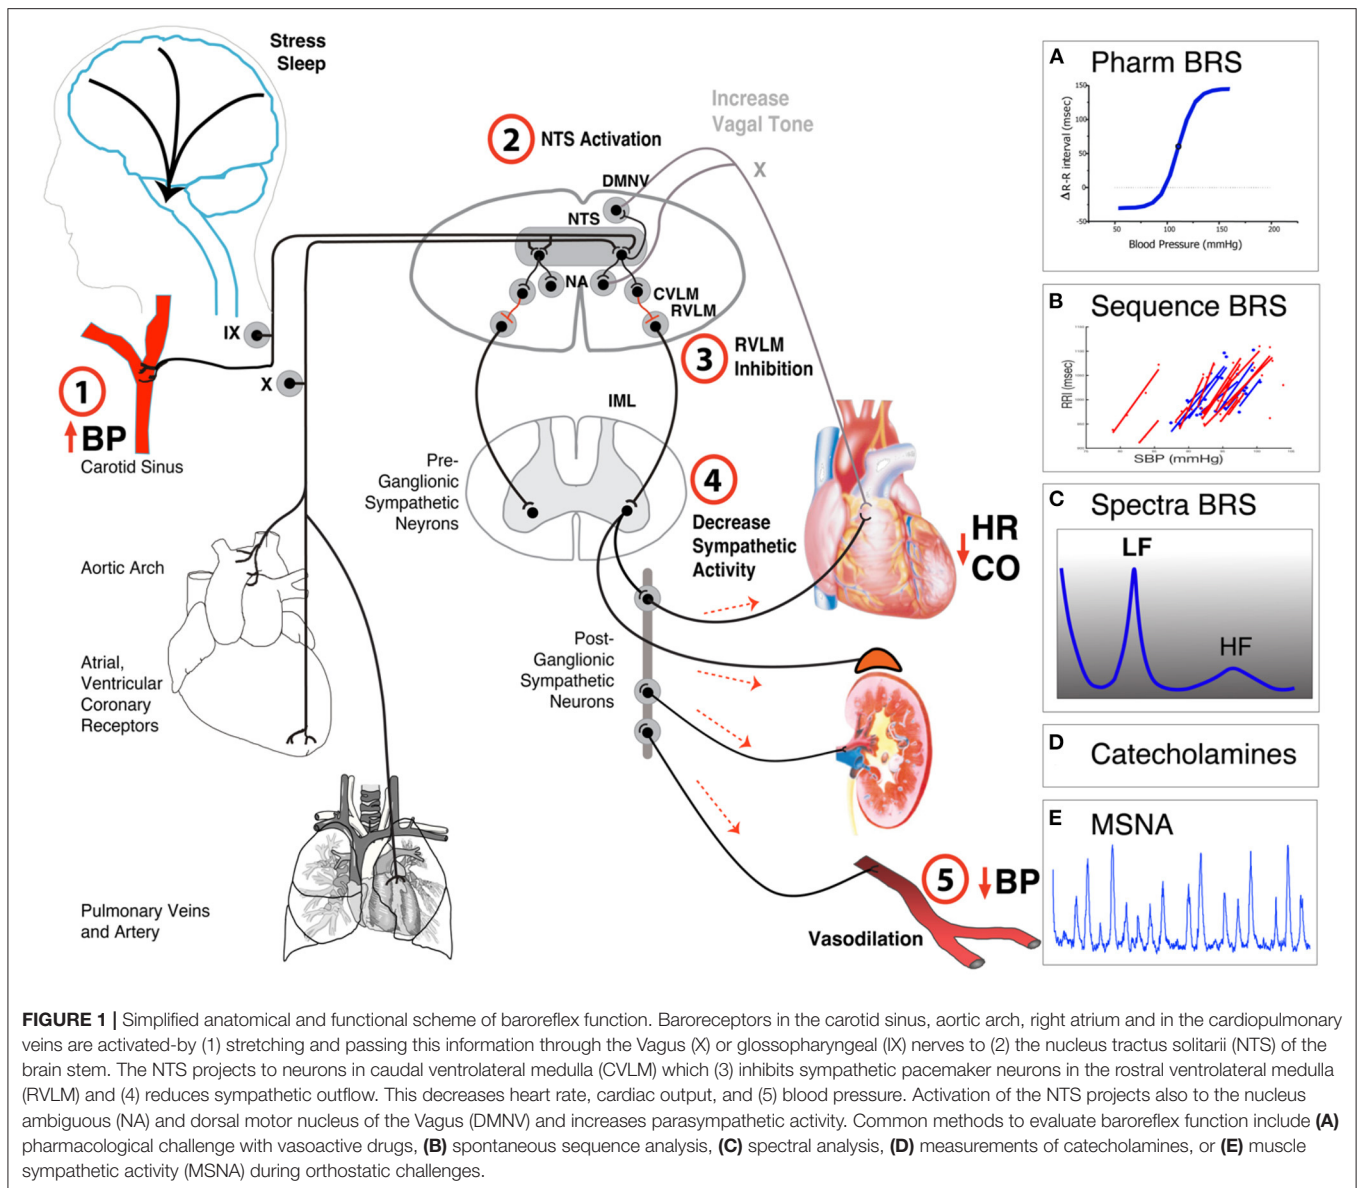 Stress
Sleep
IX
X
1
BP
Carotid Sinus
Aortic Arch
Atrial,
Ventricular
Coronary
Receptors
Pulmonary Veins
and Artery
2 NTS Activation
Increase
Vagal Tone
X
DMNV
NTS
NA
CVLM
RVLM
3 RVLM
Inhibition
IML
Pre-
Ganglionic
Sympathetic
Neyrons
4
Decrease
Sympathetic
Activity
Post-
Ganglionic
Sympathetic
Neurons
HR
CO
5 BP
Vasodilation
A Pharm BRS
Δ R-R interval (msec)
150
100
50
0
-50
50 100 150 200
Blood Pressure (mmHg)
B Sequence BRS
RRI (msec)
SBP (mmHg)
C Spectra BRS
LF
HF
D Catecholamines
E MSNA
FIGURE 1 | Simplified anatomical and functional scheme of baroreflex function. Baroreceptors in the carotid sinus, aortic arch, right atrium and in the cardiopulmonary
veins are activated-by (1) stretching and passing this information through the Vagus (X) or glossopharyngeal (IX) nerves to (2) the nucleus tractus solitarii (NTS) of the
brain stem. The NTS projects to neurons in caudal ventrolateral medulla (CVLM) which (3) inhibits sympathetic pacemaker neurons in the rostral ventrolateral medulla
(RVLM) and (4) reduces sympathetic outflow. This decreases heart rate, cardiac output, and (5) blood pressure. Activation of the NTS projects also to the nucleus
ambiguous (NA) and dorsal motor nucleus of the Vagus (DMNV) and increases parasympathetic activity. Common methods to evaluate baroreflex function include (A)
pharmacological challenge with vasoactive drugs, (B) spontaneous sequence analysis, (C) spectral analysis, (D) measurements of catecholamines, or (E) muscle
sympathetic activity (MSNA) during orthostatic challenges.